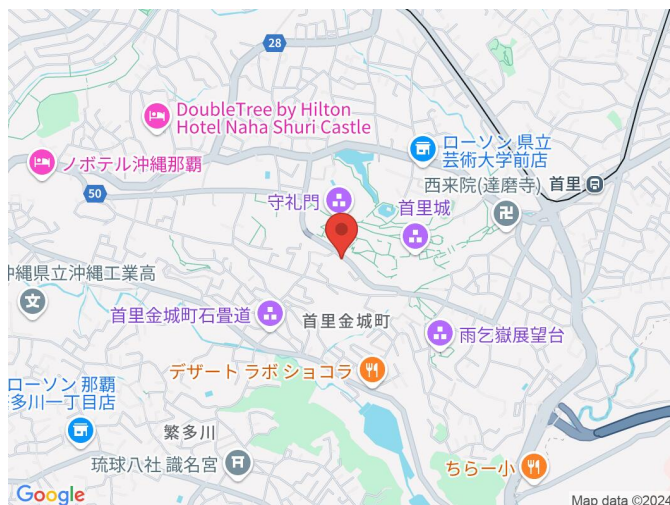 28
DoubleTree by Hilton
Hotel Naha Shuri Castle
ローソン 県立
芸術大学前店
ノボテル沖縄那覇
西来院(達磨寺)
首里
50
守礼門
首里城
沖縄県立沖縄工業高
首里金城町石畳道
首里金城町
雨乞嶽展望台
デザート ラボ ショコラ
ローソン 那覇
多川一丁目店
繁多川
琉球八社 識名宮
ちらー小
Google
Map data ©2024